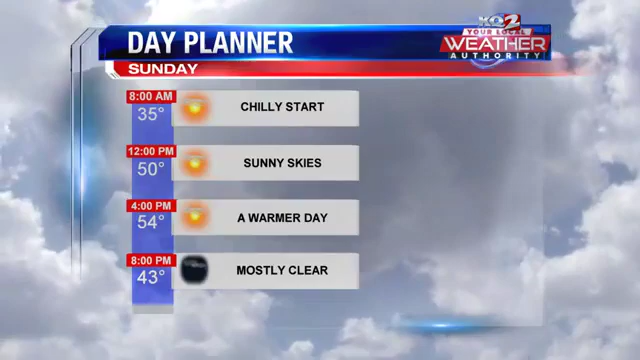 DAY PLANNER
SUNDAY
KQ2
YOUR LOCAL
WEATHER
AUTHORITY
8:00 AM
35°
CHILLY START
12:00 PM
50°
SUNNY SKIES
4:00 PM
54°
A WARMER DAY
8:00 PM
43°
MOSTLY CLEAR